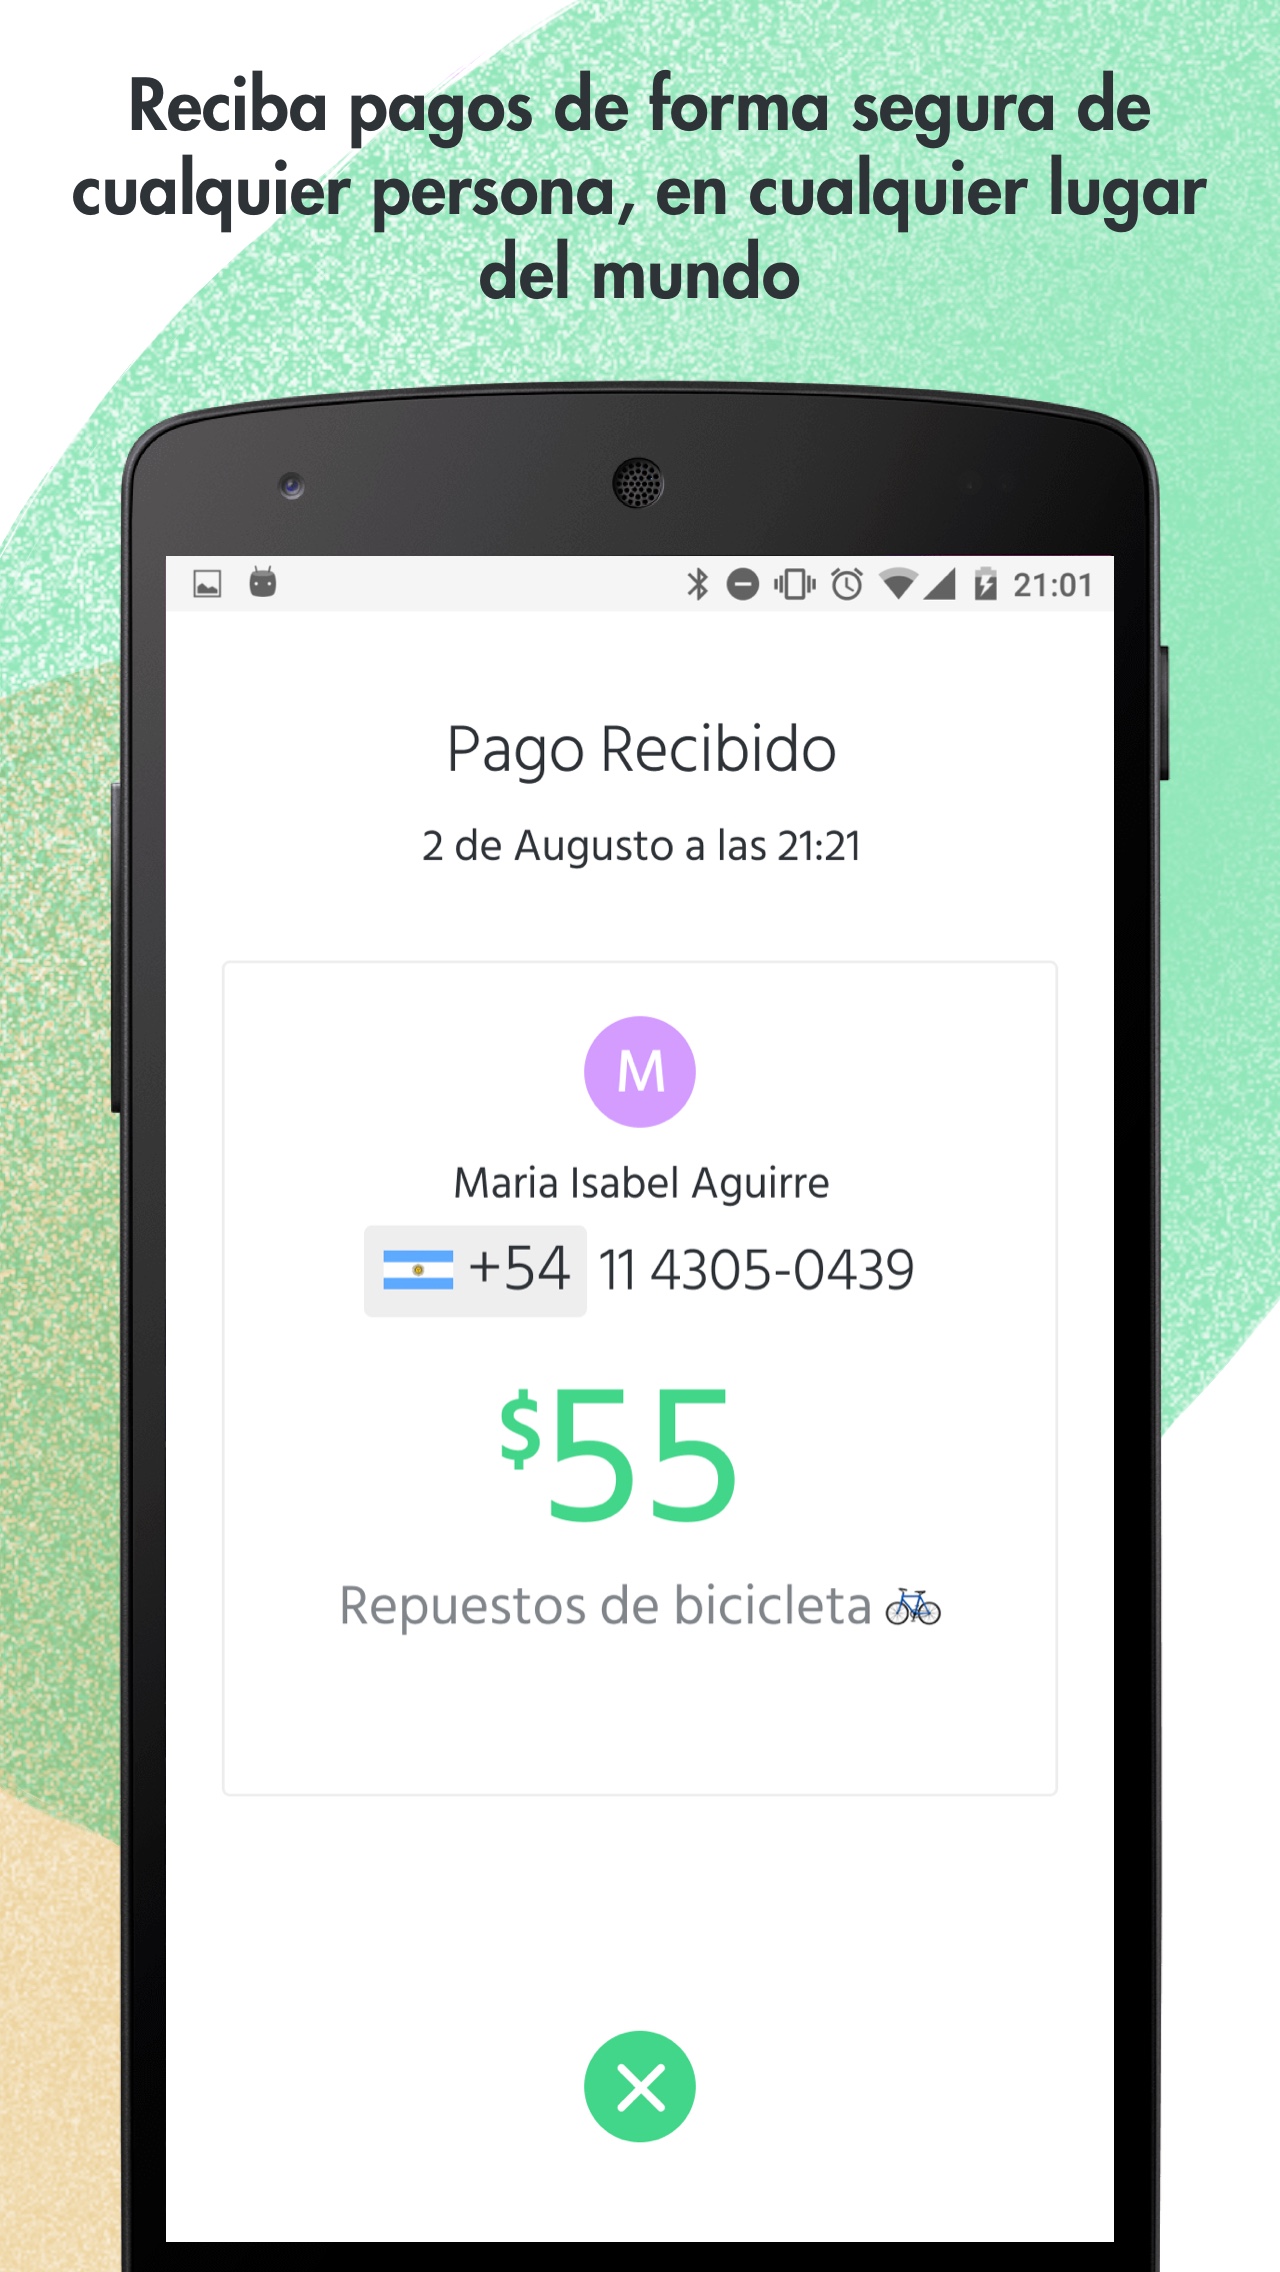 Reciba pagos de forma segura de
cualquier persona, en cualquier lugar
del mundo
21:01
Pago Recibido
2 de Augusto a las 21:21
M
Maria Isabel Aguirre
+54 11 4305-0439
$55
Repuestos de bicicleta